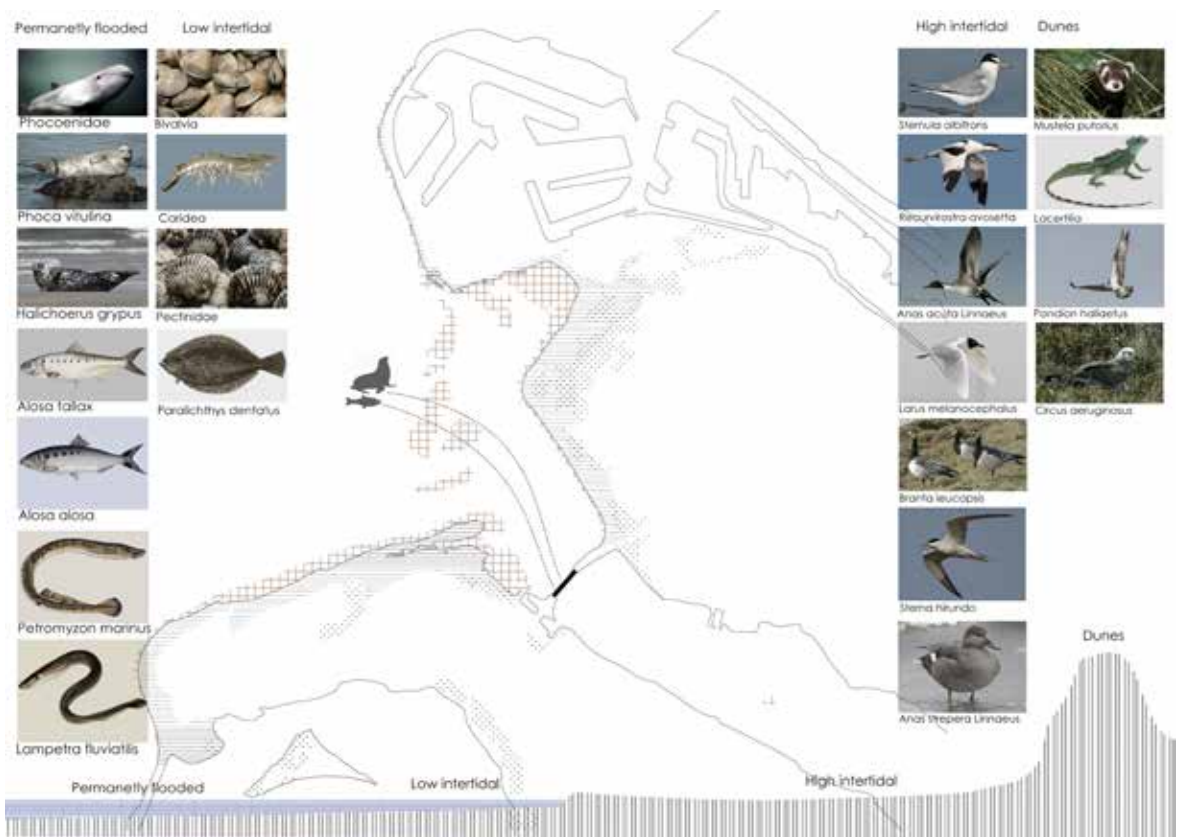 Permanetly flooded
Low intertidal
High intertidal
Dunes
Phocoenidae
Bivalvia
Sternula albifrons
Mustela putorius
Phoca vitulina
Caridea
Lacertilia
Halichoerus grypus
Pectinidae
Anas acuta Linnaeus
Pandion haliaetus
Alosa fallax
Paralichthys dentatus
Larus melanocephalus
Circus aeruginosus
Alosa alosa
Branta leucopsis
Petromyzon marinus
Sterna hirundo
Lampetra fluviatilis
Anas strepera Linnaeus
Dunes
Permanetly flooded
Low intertidal
High intertidal